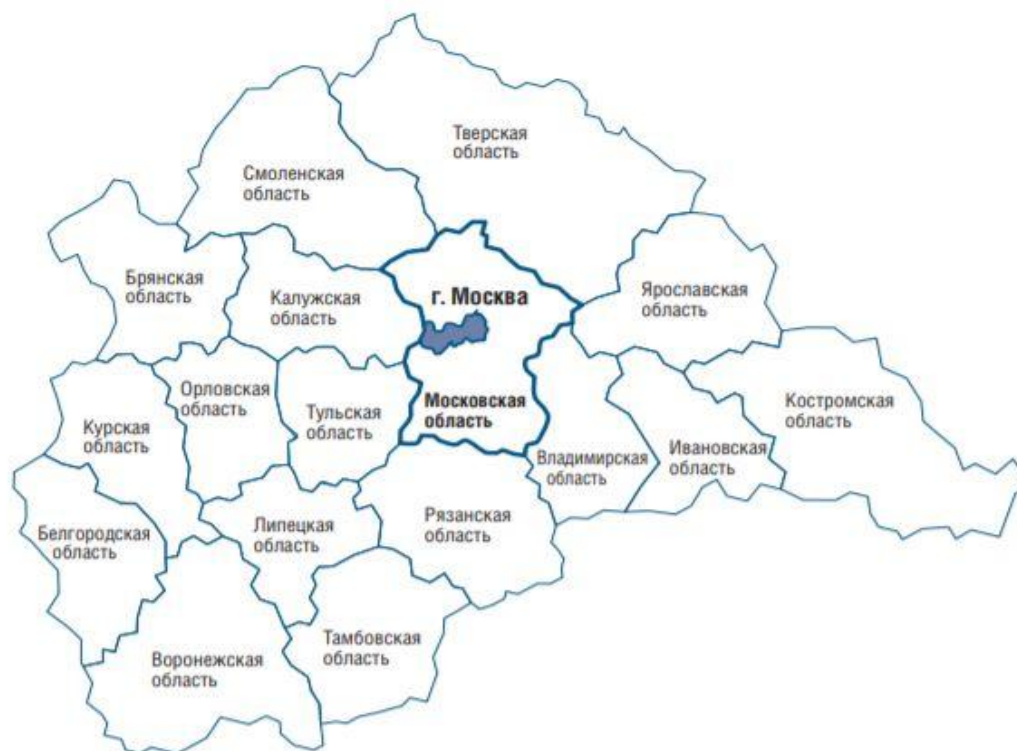 Тверская
область
Смоленская
область
Брянская
область
Калужская
область
г. Москва
Ярославская
область
Орловская
область
Тульская
область
Московская
область
Костромская
область
Курская
область
Владимирская
область
Ивановская
область
Белгородская
область
Липецкая
область
Рязанская
область
Воронежская
область
Тамбовская
область